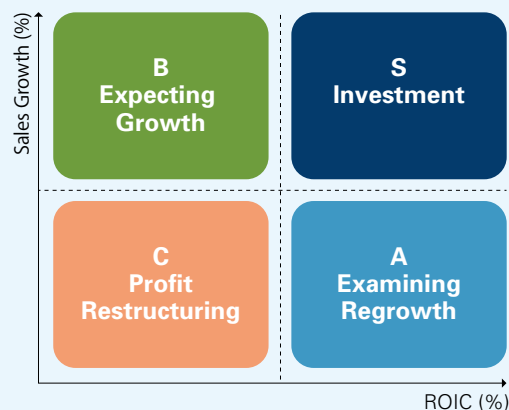 Sales Growth (%)
B
Expecting
Growth
S
Investment
C
Profit
Restructuring
A
Examining
Regrowth
ROIC (%)